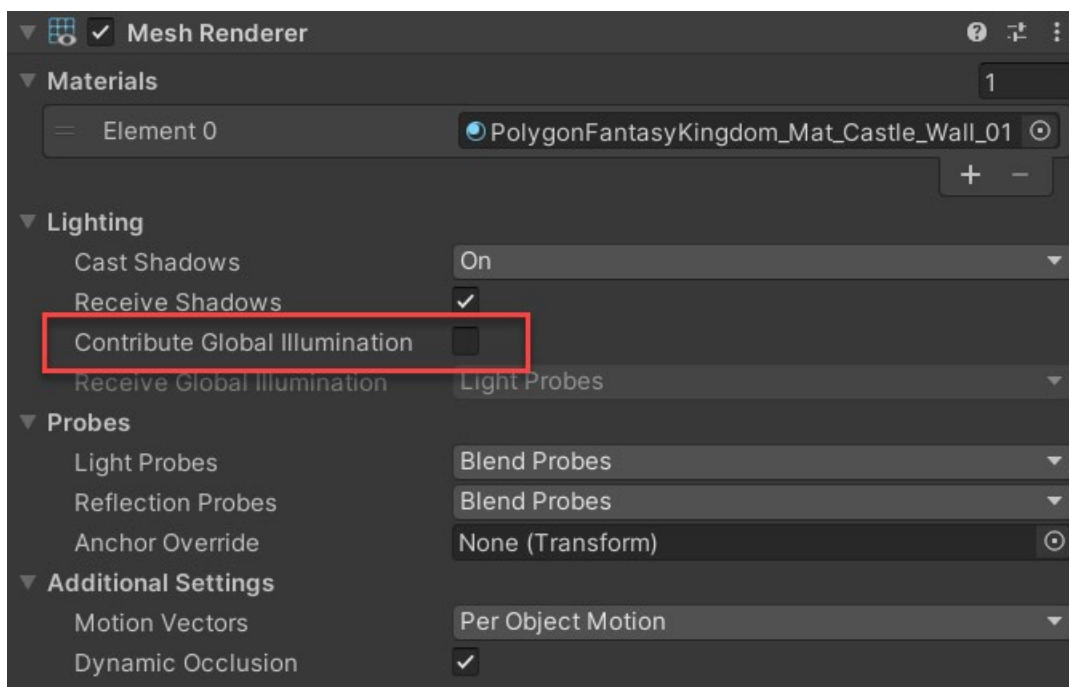 Mesh Renderer
Materials 1
Element 0 PolygonFantasyKingdom_Mat_Castle_Wall_01
Lighting
Cast Shadows On
Receive Shadows
Contribute Global Illumination
Receive Global Illumination Light Probes
Probes
Light Probes Blend Probes
Reflection Probes Blend Probes
Anchor Override None (Transform)
Additional Settings
Motion Vectors Per Object Motion
Dynamic Occlusion